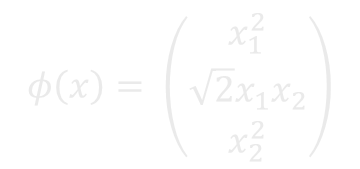 ϕ(x) = ( x₁²
√2x₁x₂
x₂² )